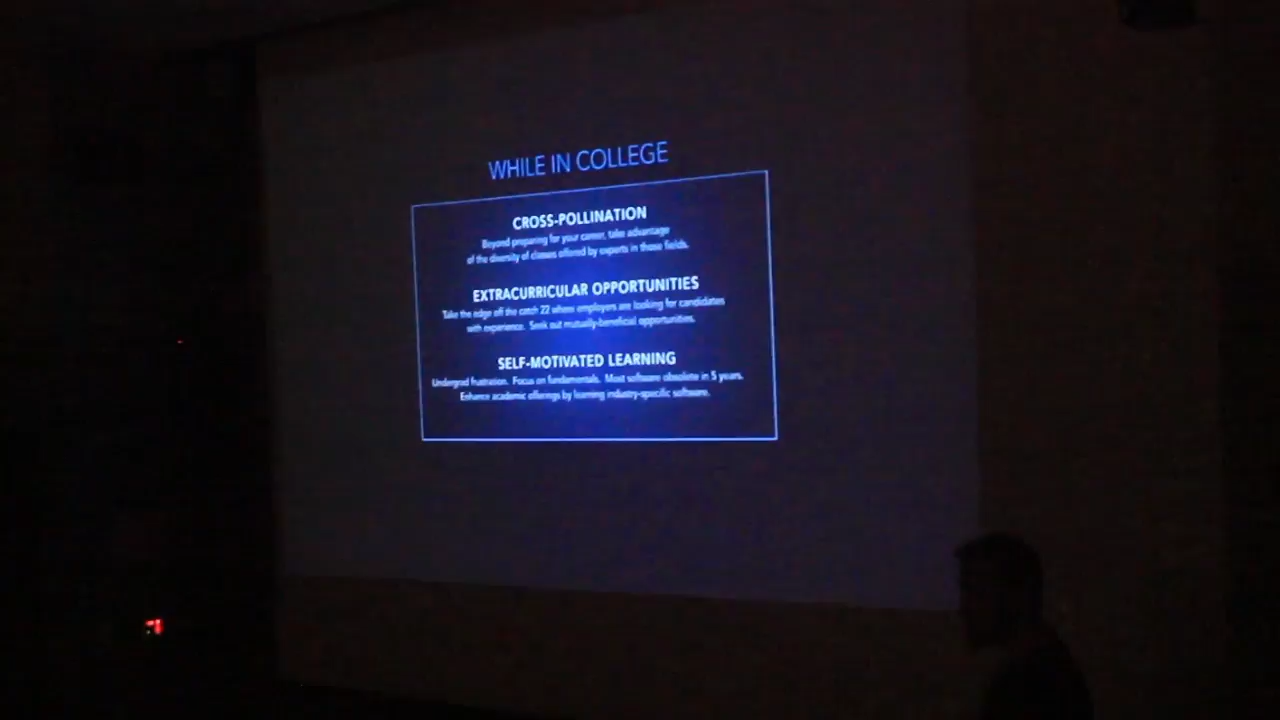 WHILE IN COLLEGE
CROSS-POLLINATION
Beyond preparing for your career, take advantage
of the diversity of classes offered by experts in those fields.
EXTRACURRICULAR OPPORTUNITIES
Take the edge off the catch 22 where employers are looking for candidates
with experience. Seek out mutually-beneficial opportunities.
SELF-MOTIVATED LEARNING
Undergrad frustration. Focus on fundamentals. Most software obsolete in 5 years.
Enhance academic offerings by learning industry-specific software.